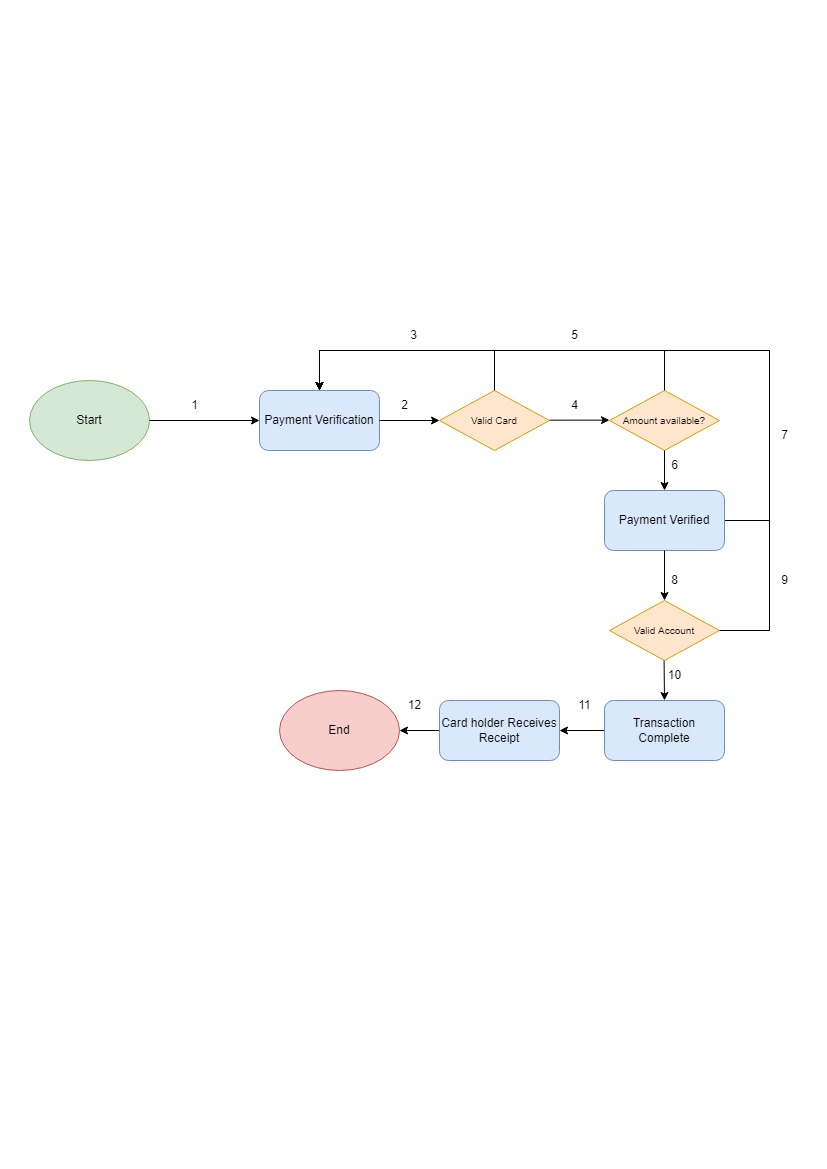 3
5
1
2
4
7
Start
Payment Verification
Valid Card
Amount available?
6
Payment Verified
8
9
Valid Account
10
12
11
End
Card holder Receives
Receipt
Transaction
Complete